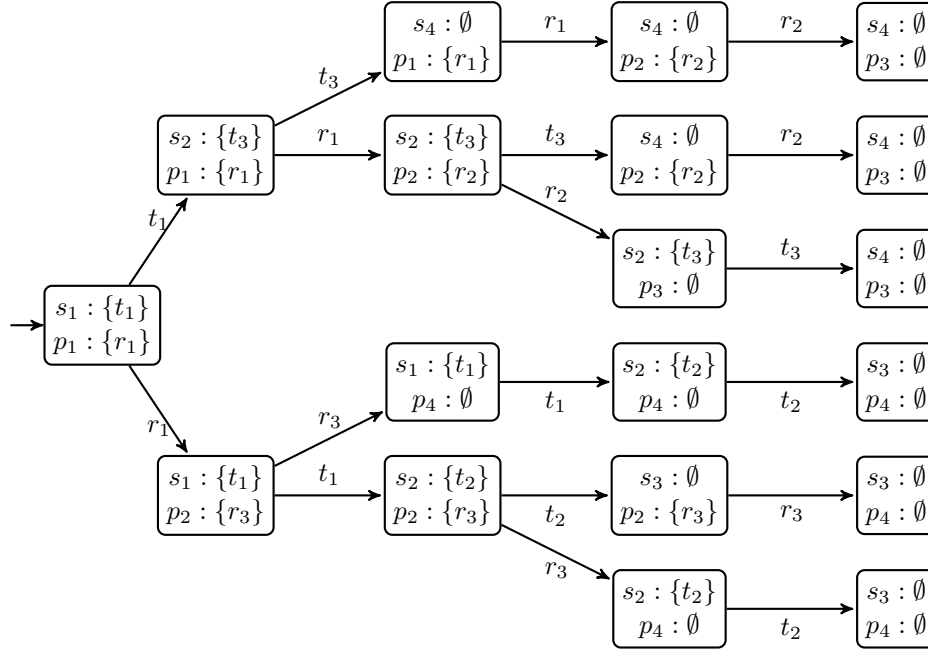 s₄ : ∅
p₁ : {r₁}
r₁
s₄ : ∅
p₂ : {r₂}
r₂
s₄ : ∅
p₃ : ∅
t₃
s₂ : {t₃}
p₁ : {r₁}
r₁
s₂ : {t₃}
p₂ : {r₂}
t₃
s₄ : ∅
p₂ : {r₂}
r₂
s₄ : ∅
p₃ : ∅
r₂
t₁
s₂ : {t₃}
p₃ : ∅
t₃
s₄ : ∅
p₃ : ∅
s₁ : {t₁}
p₁ : {r₁}
s₁ : {t₁}
p₄ : ∅
t₁
s₂ : {t₂}
p₄ : ∅
t₂
s₃ : ∅
p₄ : ∅
r₁
r₃
s₁ : {t₁}
p₂ : {r₃}
t₁
s₂ : {t₂}
p₂ : {r₃}
t₂
s₃ : ∅
p₂ : {r₃}
r₃
s₃ : ∅
p₄ : ∅
r₃
s₂ : {t₂}
p₄ : ∅
t₂
s₃ : ∅
p₄ : ∅